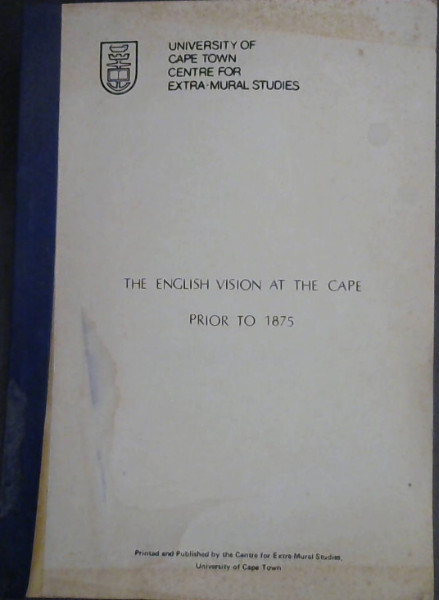 UNIVERSITY OF
CAPE TOWN
CENTRE FOR
EXTRA-MURAL STUDIES
THE ENGLISH VISION AT THE CAPE
PRIOR TO 1875
Printed and Published by the Centre for Extra-Mural Studies,
University of Cape Town